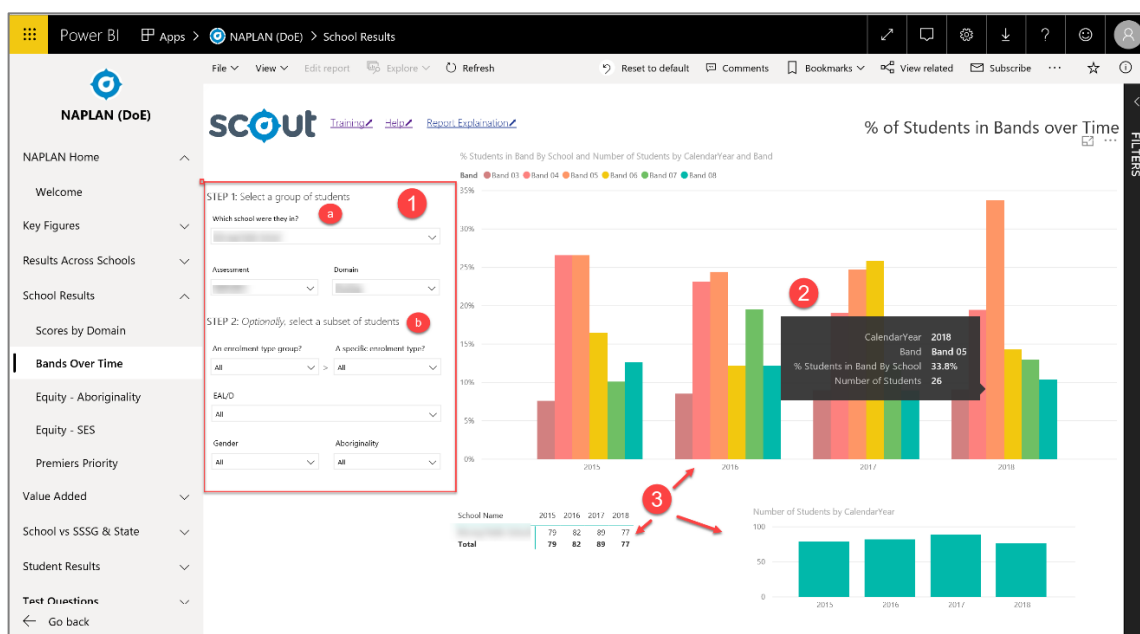 Power BI Apps > NAPLAN (DoE) > School Results
NAPLAN (DoE)
File View Edit report Explore Refresh Reset to default Comments Bookmarks View related Subscribe ...
scout Training Help Report Explaination
% of Students in Bands over Time
FILTERS
NAPLAN Home
Welcome
Key Figures
Results Across Schools
School Results
Scores by Domain
Bands Over Time
Equity - Aboriginality
Equity - SES
Premiers Priority
Value Added
School vs SSSG & State
Student Results
Test Questions
Go back
STEP 1: Select a group of students 1
Which school were they in? a
Assessment Domain
STEP 2: Optionally, select a subset of students b
An enrolment type group? A specific enrolment type?
All > All
EAL/D
All
Gender Aboriginality
All All
% Students in Band By School and Number of Students by CalendarYear and Band
Band Band 03 Band 04 Band 05 Band 06 Band 07 Band 08
35%
30%
25%
20%
15%
10%
5%
0%
2015 2016 2017 2018
2
CalendarYear 2018
Band Band 05
% Students in Band By School 33.8%
Number of Students 26
3
School Name 2015 2016 2017 2018
79 82 89 77
Total 79 82 89 77
Number of Students by CalendarYear
100
50
0
2015 2016 2017 2018